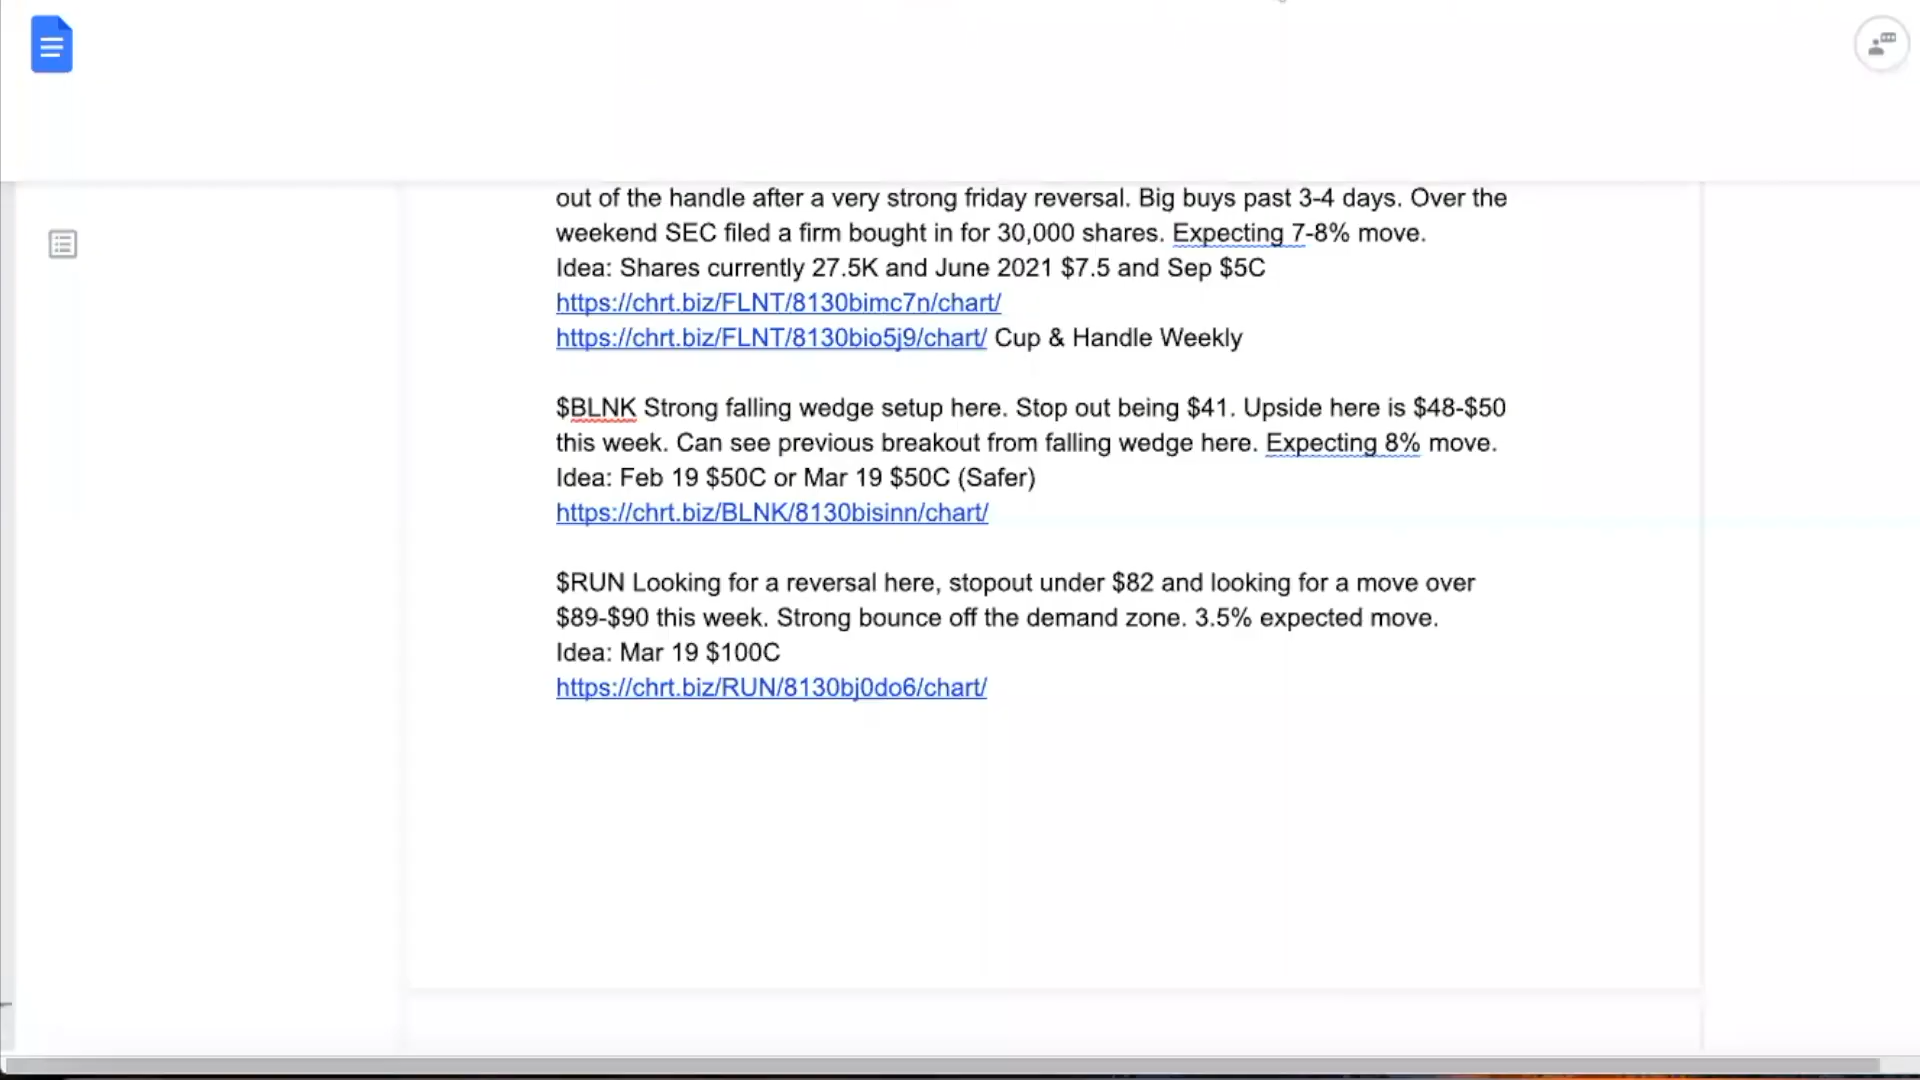 out of the handle after a very strong friday reversal. Big buys past 3-4 days. Over the
weekend SEC filed a firm bought in for 30,000 shares. Expecting 7-8% move.
Idea: Shares currently 27.5K and June 2021 $7.5 and Sep $5C
https://chrt.biz/FLNT/8130bimc7n/chart/
https://chrt.biz/FLNT/8130bio5j9/chart/ Cup & Handle Weekly
$BLNK Strong falling wedge setup here. Stop out being $41. Upside here is $48-$50
this week. Can see previous breakout from falling wedge here. Expecting 8% move.
Idea: Feb 19 $50C or Mar 19 $50C (Safer)
https://chrt.biz/BLNK/8130bisinn/chart/
$RUN Looking for a reversal here, stopout under $82 and looking for a move over
$89-$90 this week. Strong bounce off the demand zone. 3.5% expected move.
Idea: Mar 19 $100C
https://chrt.biz/RUN/8130bj0do6/chart/